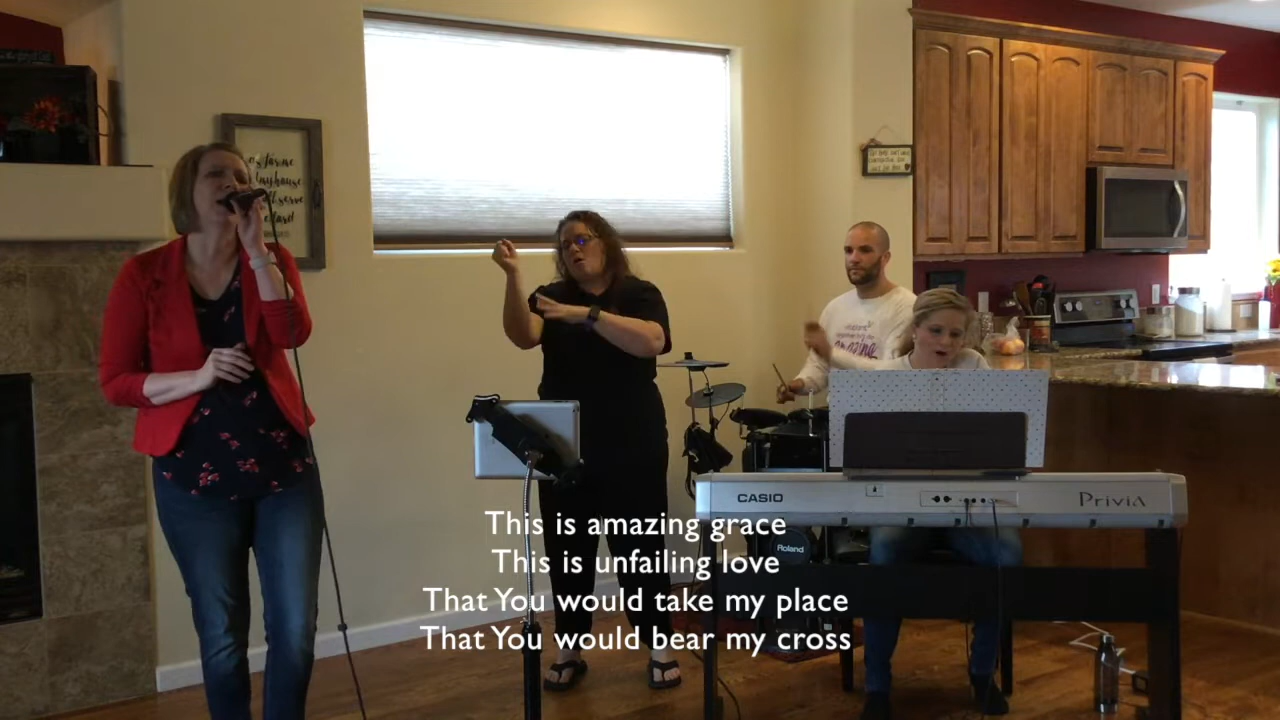 amazing
CASIO
Privia
Roland
This is amazing grace
This is unfailing love
That You would take my place
That You would bear my cross